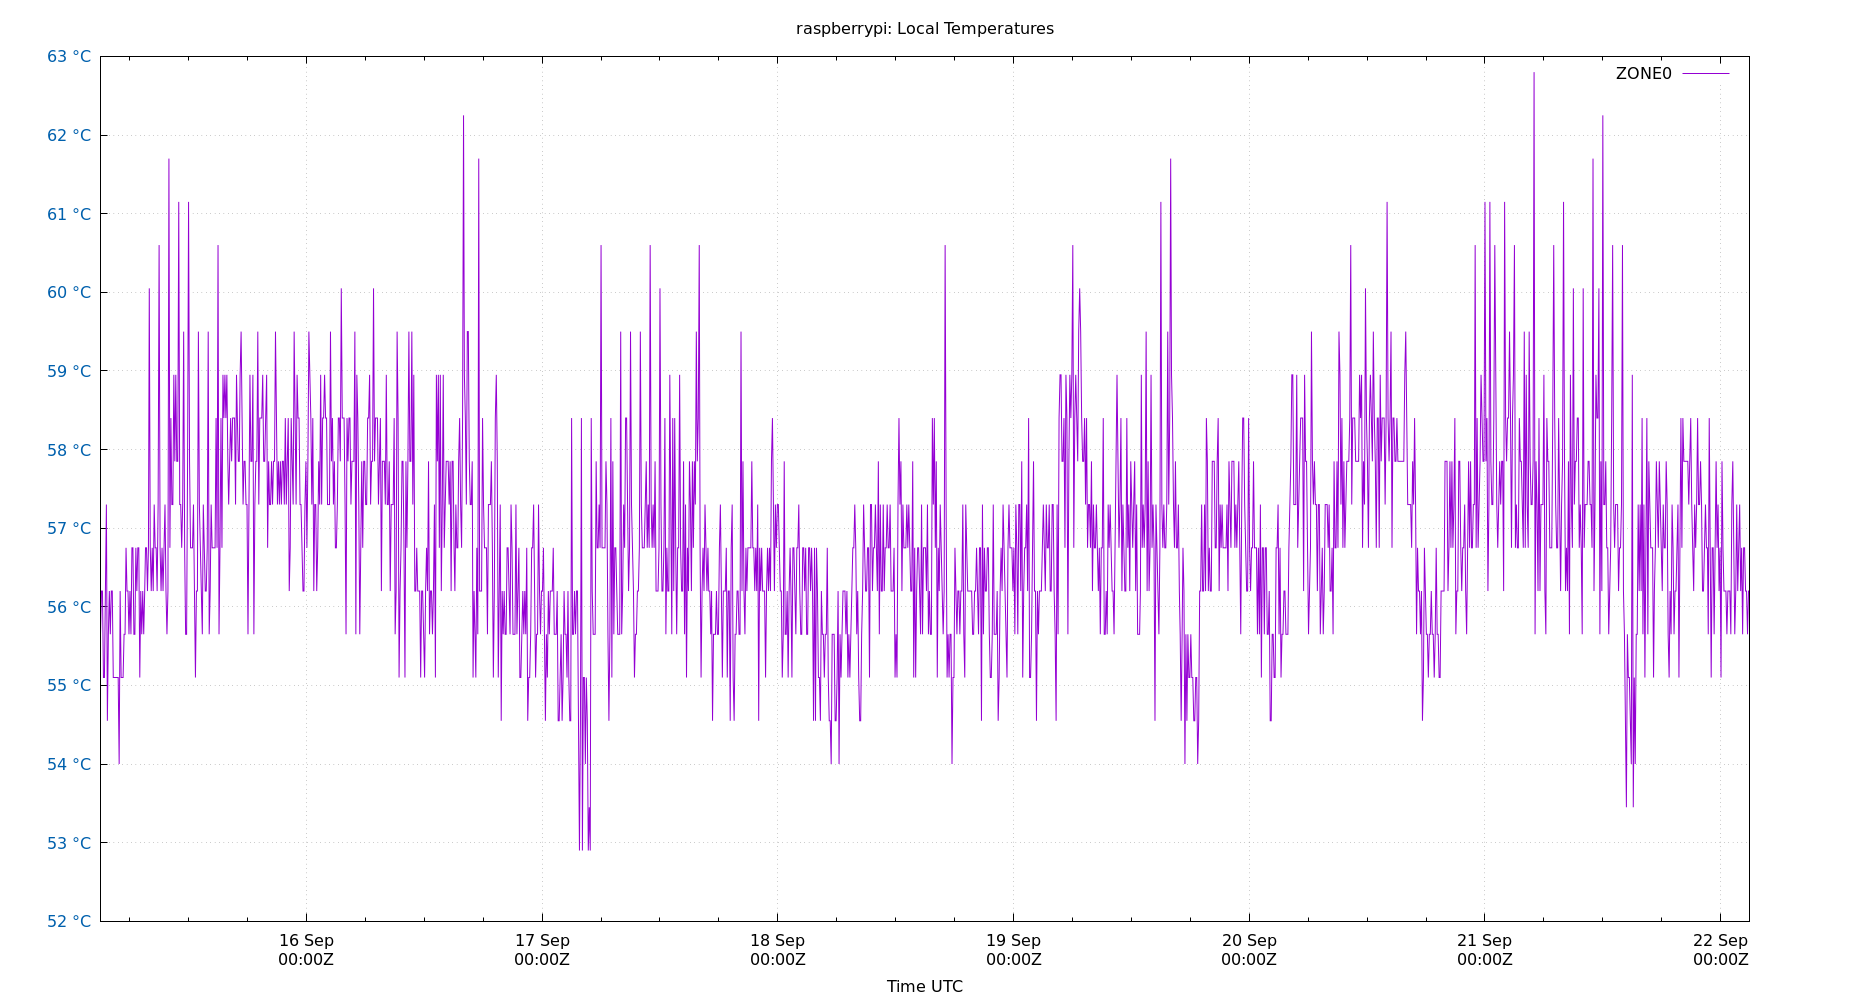 raspberrypi: Local Temperatures
ZONE0
63 °C
62 °C
61 °C
60 °C
59 °C
58 °C
57 °C
56 °C
55 °C
54 °C
53 °C
52 °C
16 Sep
00:00Z
17 Sep
00:00Z
18 Sep
00:00Z
19 Sep
00:00Z
20 Sep
00:00Z
21 Sep
00:00Z
22 Sep
00:00Z
Time UTC